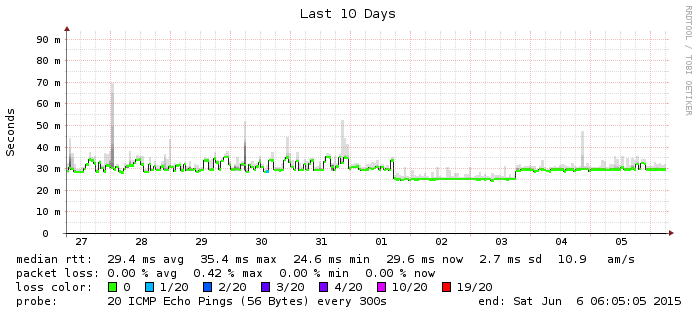 Last 10 Days
RRDTOOL / TOBI OETIKER
Seconds
90 m
80 m
70 m
60 m
50 m
40 m
30 m
20 m
10 m
0
27 28 29 30 31 01 02 03 04 05
median rtt: 29.4 ms avg 35.4 ms max 24.6 ms min 29.6 ms now 2.7 ms sd 10.9 am/s
packet loss: 0.00 % avg 0.42 % max 0.00 % min 0.00 % now
loss color: 0 1/20 2/20 3/20 4/20 10/20 19/20
probe: 20 ICMP Echo Pings (56 Bytes) every 300s end: Sat Jun 6 06:05:05 2015